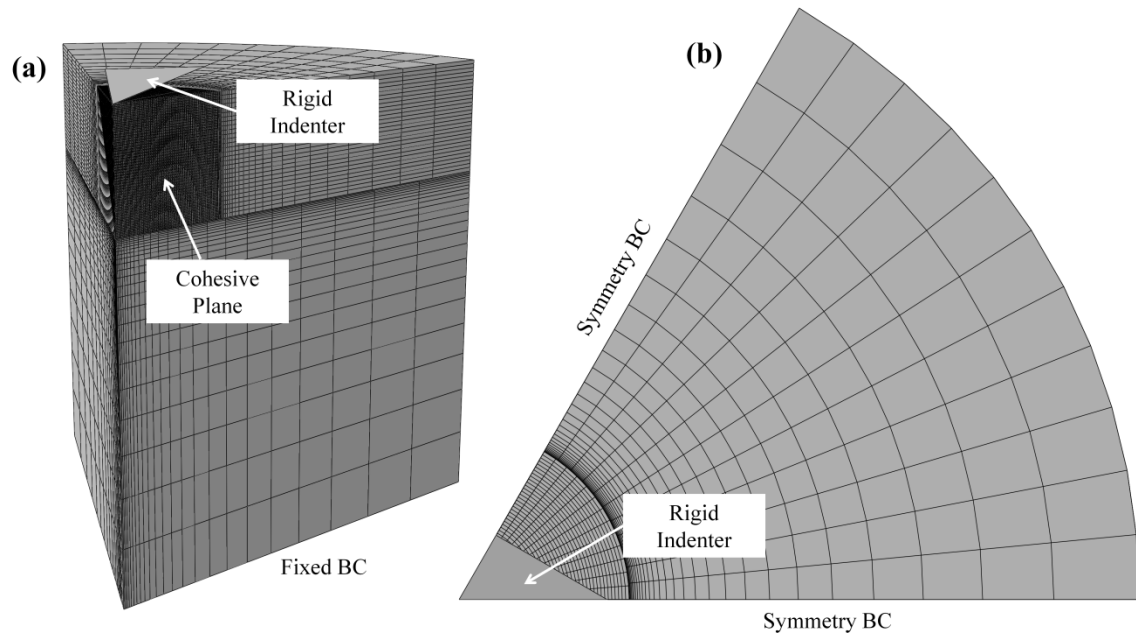 (a)
Rigid
Indenter
Cohesive
Plane
Fixed BC
(b)
Symmetry BC
Rigid
Indenter
Symmetry BC